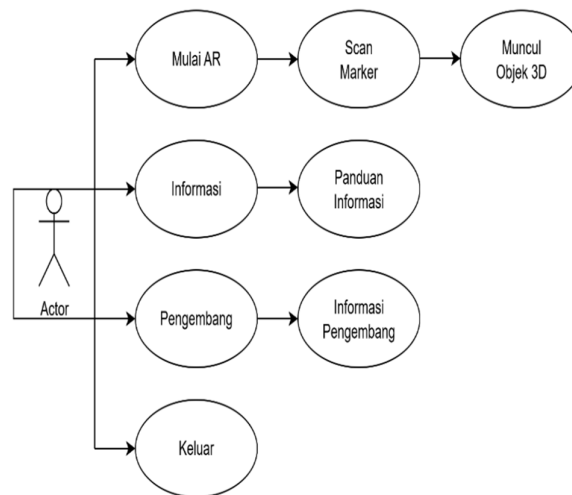 Mulai AR
Scan
Marker
Muncul
Objek 3D
Informasi
Panduan
Informasi
Actor
Pengembang
Informasi
Pengembang
Keluar